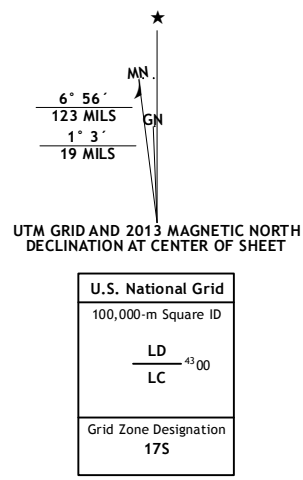 ★
MN
6° 56´
123 MILS
GN
1° 3´
19 MILS
UTM GRID AND 2013 MAGNETIC NORTH
DECLINATION AT CENTER OF SHEET
U.S. National Grid
100,000-m Square ID
LD
4300
LC
Grid Zone Designation
17S